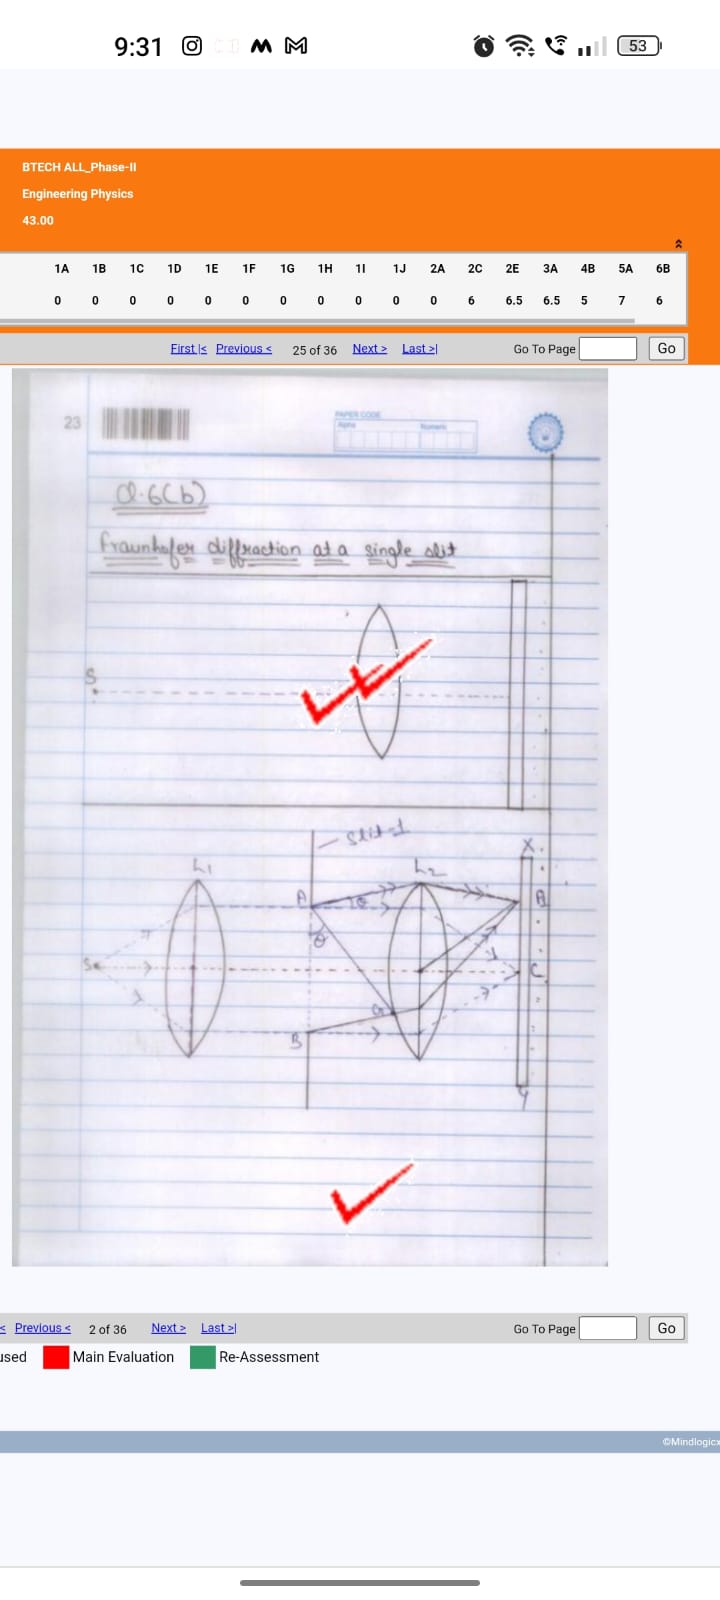 9:31
53
BTECH ALL_Phase-II
Engineering Physics
43.00
1A 1B 1C 1D 1E 1F 1G 1H 1I 1J 2A 2C 2E 3A 4B 5A 6B
0 0 0 0 0 0 0 0 0 0 0 6 6.5 6.5 5 7 6
First |< Previous < 25 of 36 Next > Last >| Go To Page Go
23
PAPER CODE
Alpha Numeric
Q.6(b)
Fraunhofer diffraction at a single slit
S
slit-1
L1 L2 X
A θ θ
S C
G
B
Y
< Previous < 2 of 36 Next > Last >| Go To Page Go
used Main Evaluation Re-Assessment
©Mindlogicx